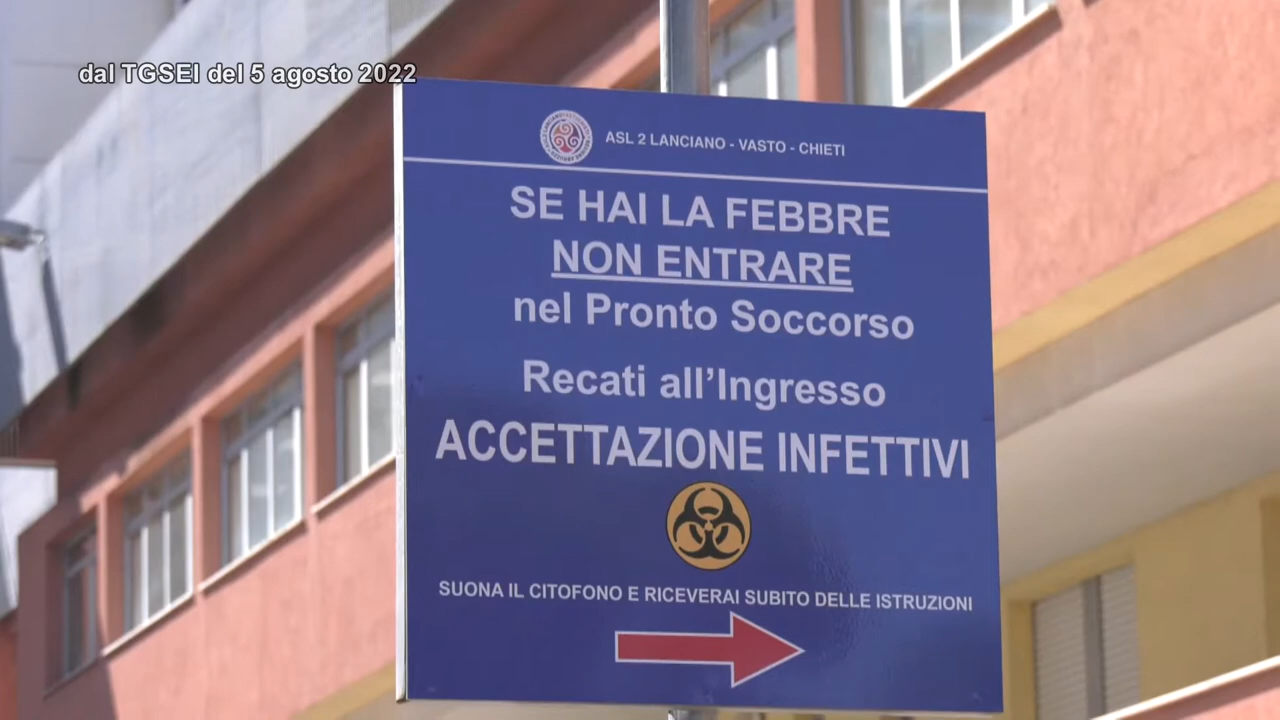 dal TGSEI del 5 agosto 2022
ASL 2 LANCIANO - VASTO - CHIETI
SE HAI LA FEBBRE
NON ENTRARE
nel Pronto Soccorso
Recati all’Ingresso
ACCETTAZIONE INFETTIVI
SUONA IL CITOFONO E RICEVERAI SUBITO DELLE ISTRUZIONI